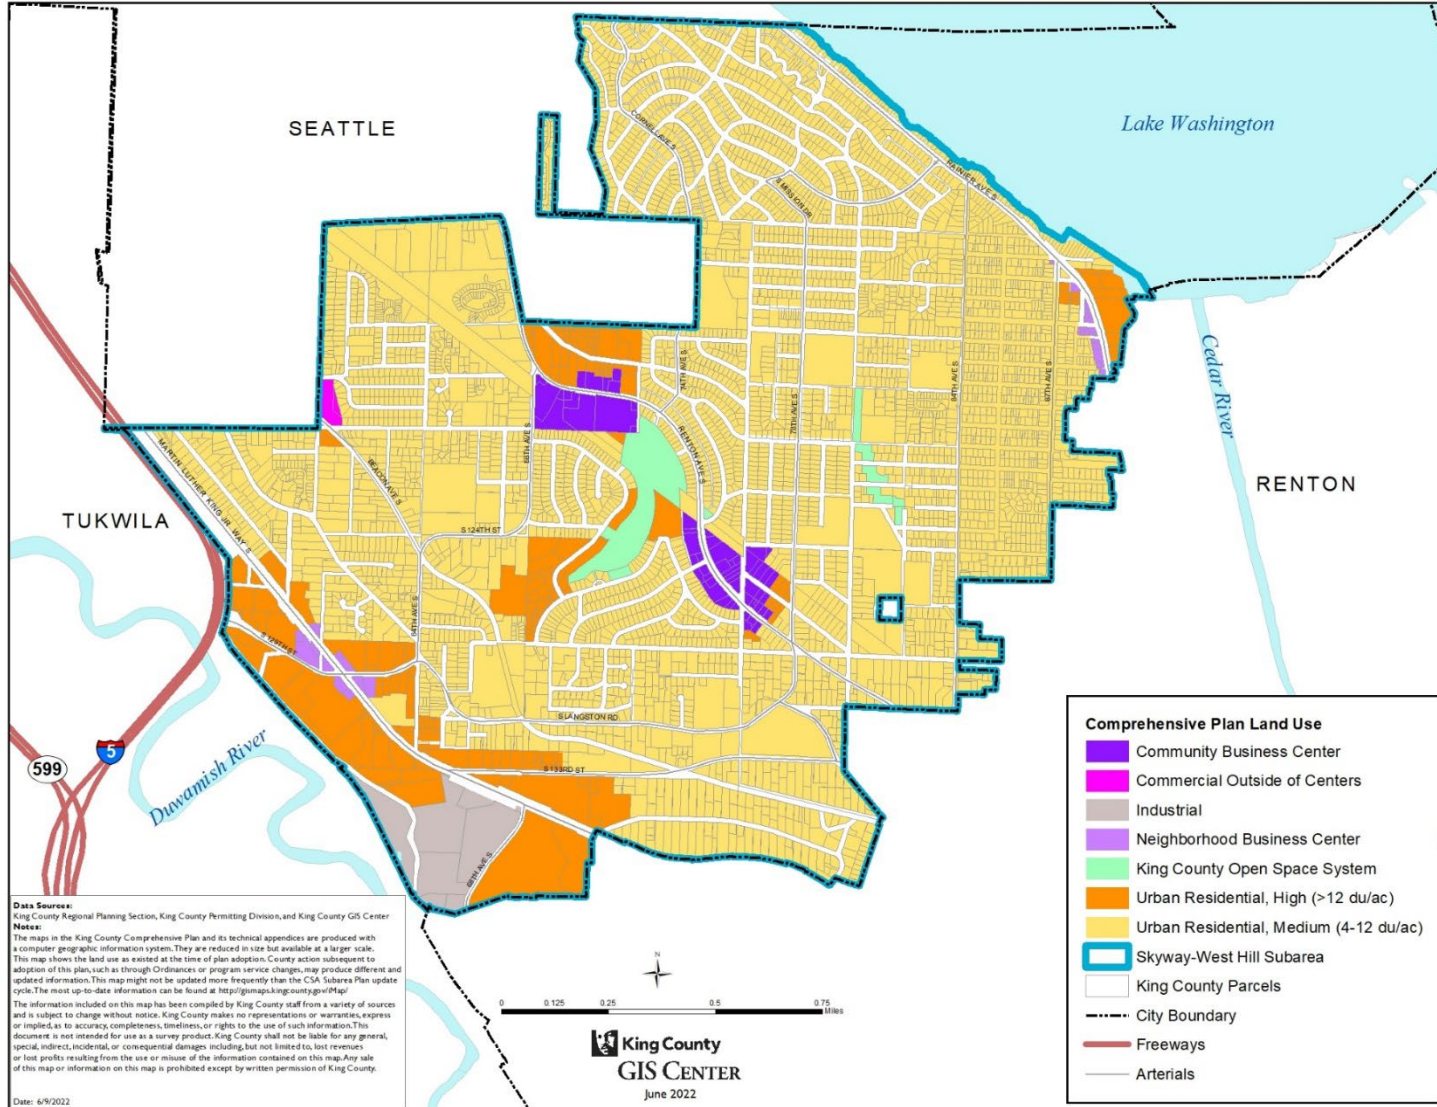 SEATTLE
Lake Washington
CORNELL AVE S
RAINIER AVE S
S MISSION DR
74TH AVE S
78TH AVE S
84TH AVE S
87TH AVE S
Cedar River
RENTON
RENTON AVE S
BEACON AVE S
MARTIN LUTHER KING JR. WAY S
TUKWILA
S 124TH ST
64TH AVE S
S 129TH ST
S LANGSTON RD
S 133RD ST
68TH AVE S
599
5
Duwamish River
Comprehensive Plan Land Use
Community Business Center
Commercial Outside of Centers
Industrial
Neighborhood Business Center
King County Open Space System
Urban Residential, High (>12 du/ac)
Urban Residential, Medium (4-12 du/ac)
Skyway-West Hill Subarea
King County Parcels
City Boundary
Freeways
Arterials
Data Sources:
King County Regional Planning Section, King County Permitting Division, and King County GIS Center
Notes:
The maps in the King County Comprehensive Plan and its technical appendices are produced with
a computer geographic information system. They are reduced in size but available at a larger scale.
This map shows the land use as existed at the time of plan adoption. County action subsequent to
adoption of this plan, such as through Ordinances or program service changes, may produce different and
updated information. This map might not be updated more frequently than the CSA Subarea Plan update
cycle. The most up-to-date information can be found at http://gismaps.kingcounty.gov/iMap/
The information included on this map has been compiled by King County staff from a variety of sources
and is subject to change without notice. King County makes no representations or warranties, express
or implied, as to accuracy, completeness, timeliness, or rights to the use of such information. This
document is not intended for use as a survey product. King County shall not be liable for any general,
special, indirect, incidental, or consequential damages including, but not limited to, lost revenues
or lost profits resulting from the use or misuse of the information contained on this map. Any sale
of this map or information on this map is prohibited except by written permission of King County.
Date: 6/9/2022
N
0 0.125 0.25 0.5 0.75
Miles
King County
GIS CENTER
June 2022